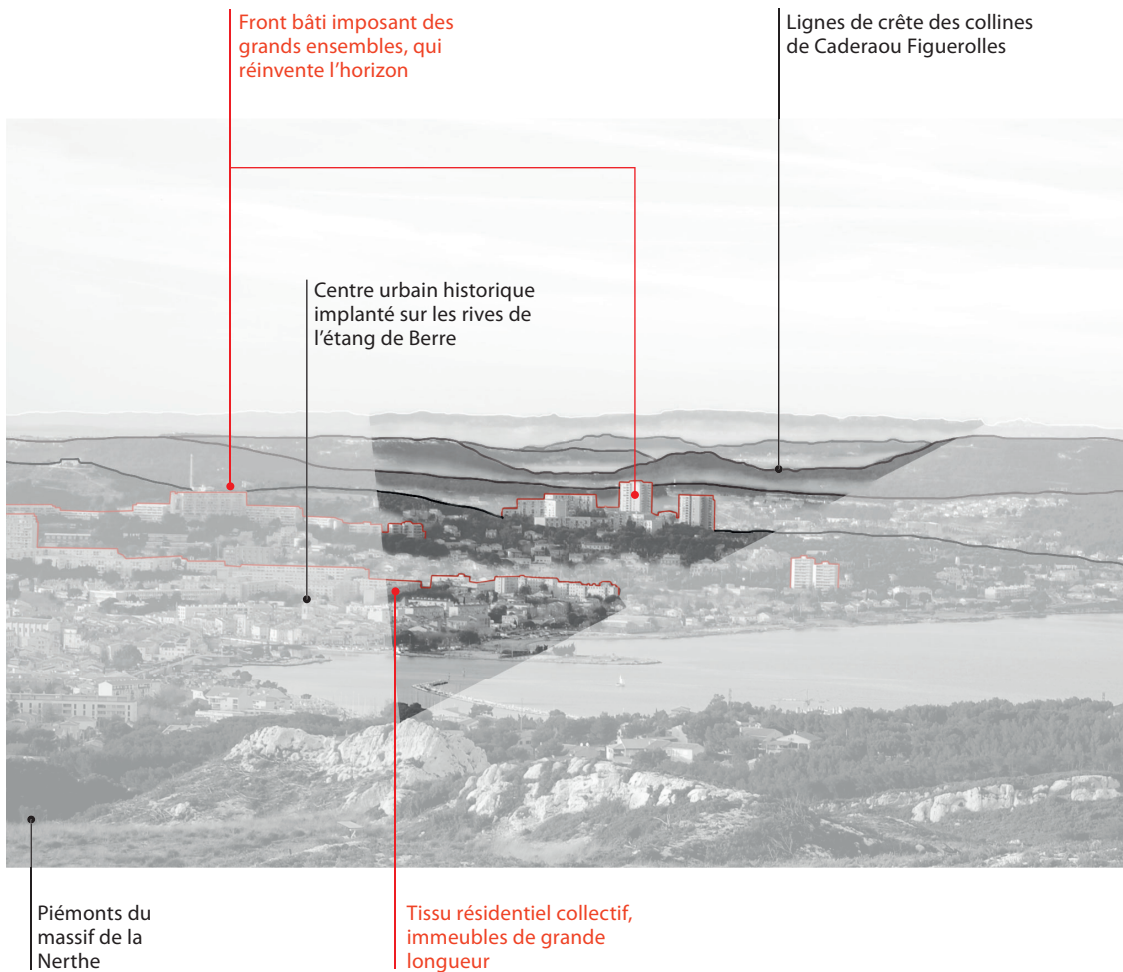 Front bâti imposant des
grands ensembles, qui
réinvente l'horizon
Lignes de crête des collines
de Caderaou Figuerolles
Centre urbain historique
implanté sur les rives de
l'étang de Berre
Piémonts du
massif de la
Nerthe
Tissu résidentiel collectif,
immeubles de grande
longueur